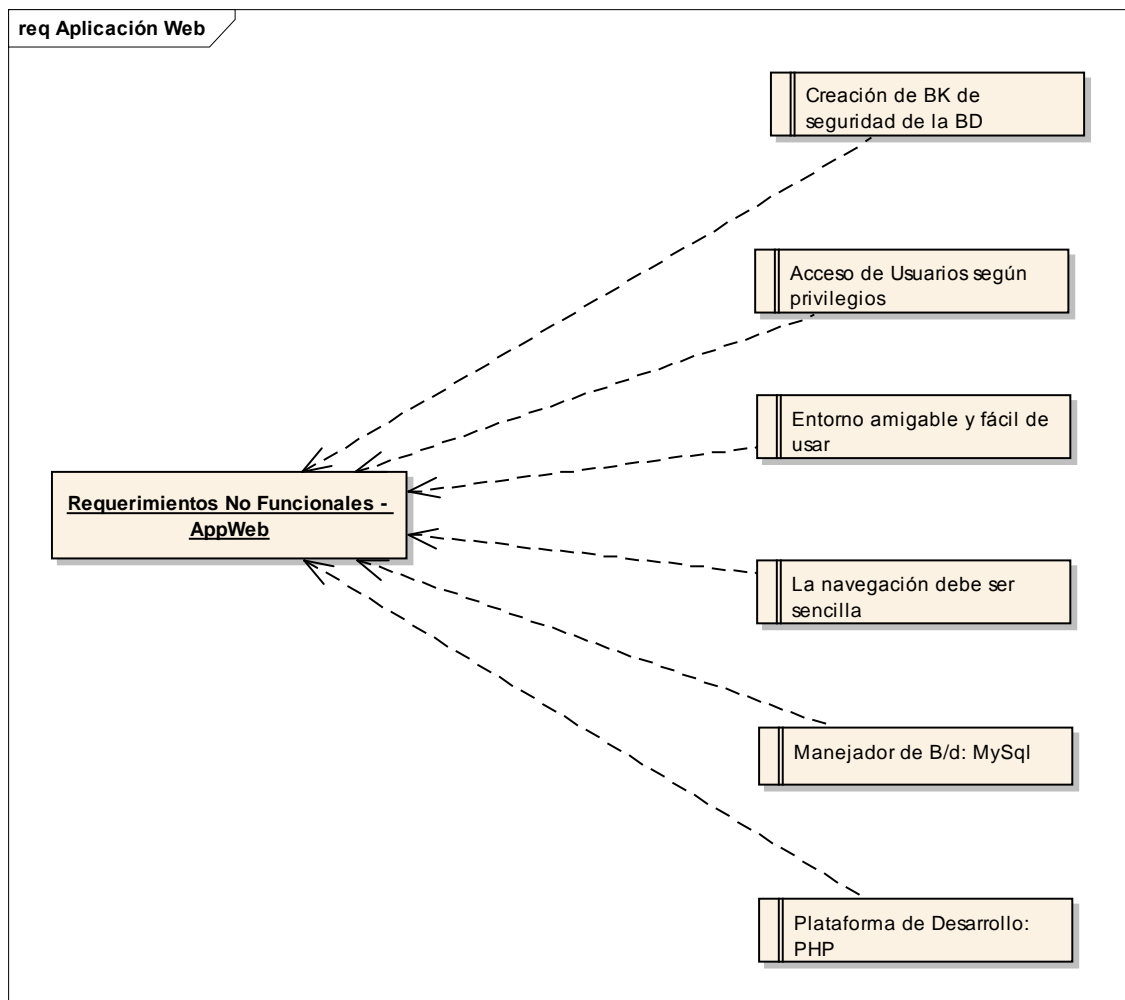 req Aplicación Web
Creación de BK de
seguridad de la BD
Acceso de Usuarios según
privilegios
Entorno amigable y fácil de
usar
Requerimientos No Funcionales -
AppWeb
La navegación debe ser
sencilla
Manejador de B/d: MySql
Plataforma de Desarrollo:
PHP